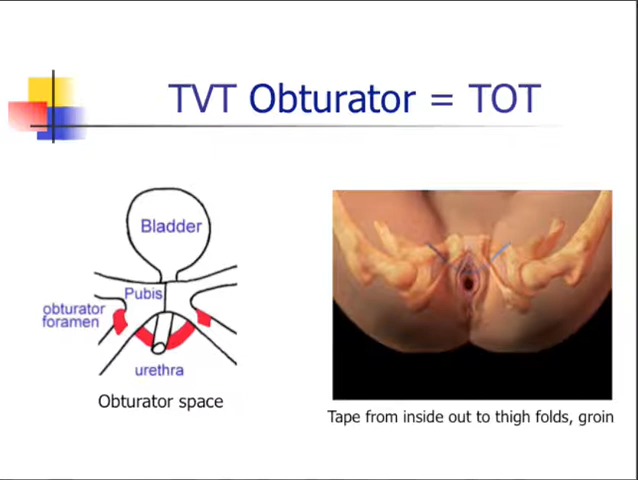 TVT Obturator = TOT
Bladder
Pubis
obturator
foramen
urethra
Obturator space
Tape from inside out to thigh folds, groin